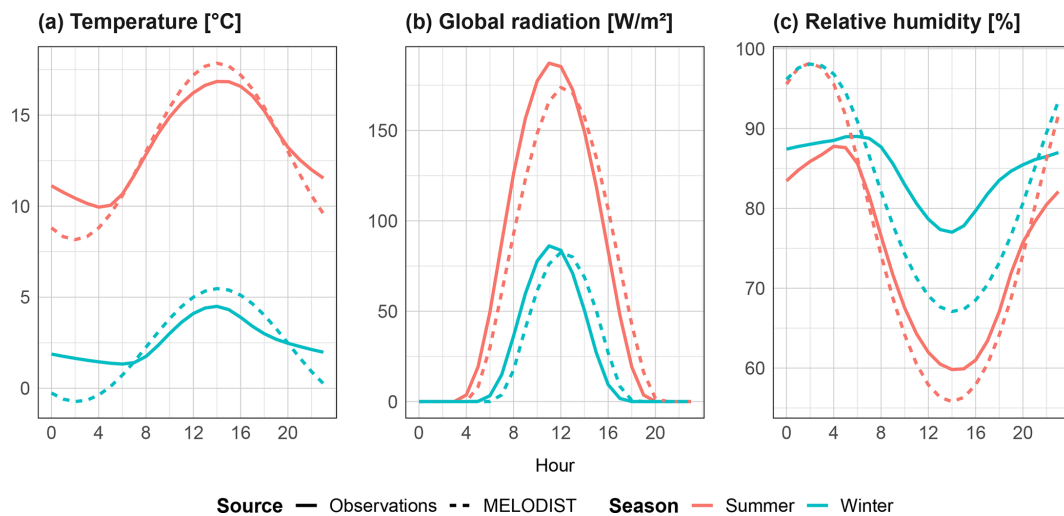 (a) Temperature [°C]
(b) Global radiation [W/m²]
(c) Relative humidity [%]
15
10
5
0
150
100
50
0
100
90
80
70
60
0 4 8 12 16 20
0 4 8 12 16 20
0 4 8 12 16 20
Hour
Source Observations MELODIST Season Summer Winter